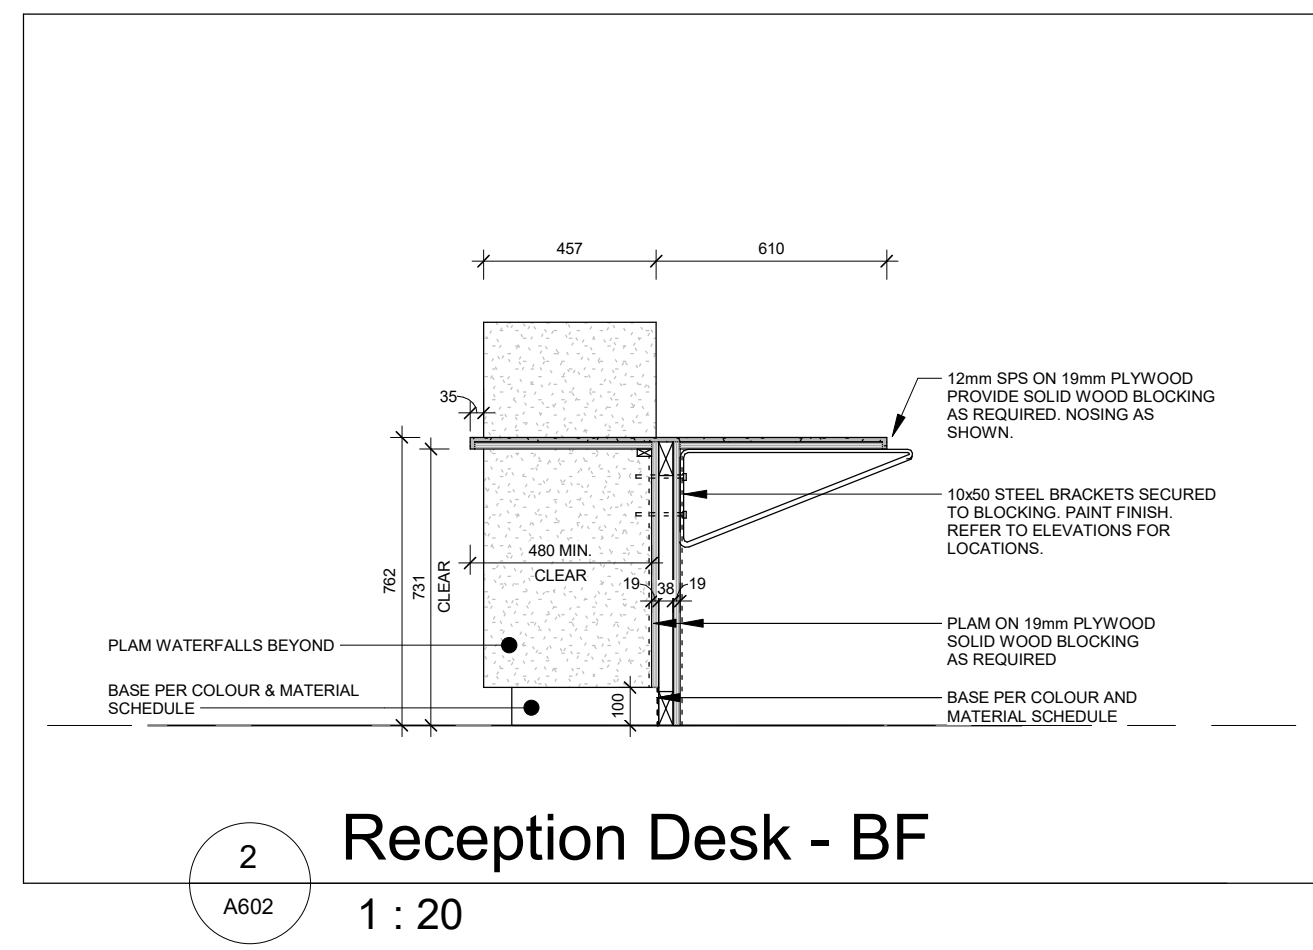 457
610
35
12mm SPS ON 19mm PLYWOOD
PROVIDE SOLID WOOD BLOCKING
AS REQUIRED. NOSING AS
SHOWN.
10x50 STEEL BRACKETS SECURED
TO BLOCKING. PAINT FINISH.
REFER TO ELEVATIONS FOR
LOCATIONS.
480 MIN.
CLEAR
762
731
CLEAR
19
38
19
PLAM ON 19mm PLYWOOD
SOLID WOOD BLOCKING
AS REQUIRED
PLAM WATERFALLS BEYOND
BASE PER COLOUR & MATERIAL
SCHEDULE
100
BASE PER COLOUR AND
MATERIAL SCHEDULE
2
A602
Reception Desk - BF
1 : 20